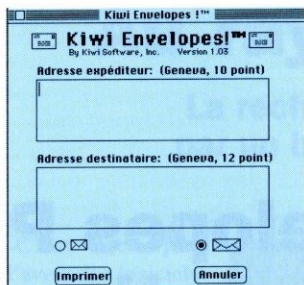 Kiwi Envelopes !™
Kiwi Envelopes!™
By Kiwi Software, Inc. Version 1.03
Adresse expéditeur: (Geneva, 10 point)
Adresse destinataire: (Geneva, 12 point)
Imprimer
Annuler